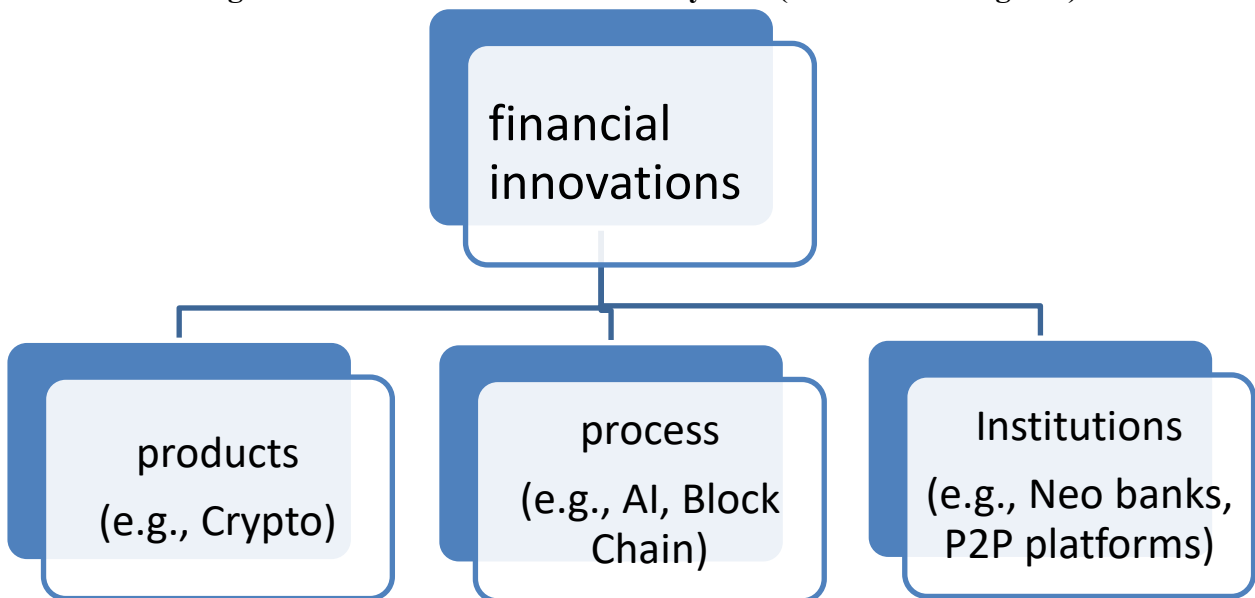 financial
innovations
products
(e.g., Crypto)
process
(e.g., AI, Block
Chain)
Institutions
(e.g., Neo banks,
P2P platforms)